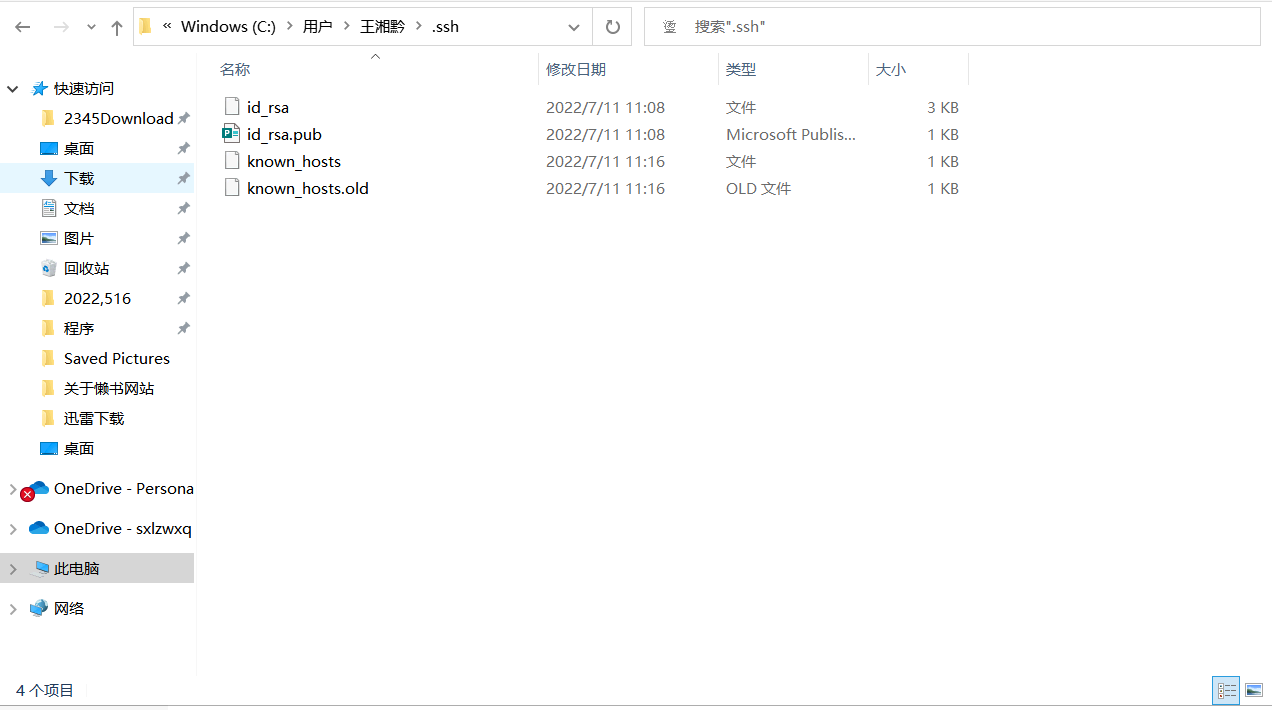 « Windows (C:) > 用户 > 王湘黔 > .ssh
搜索".ssh"
名称 修改日期 类型 大小
id_rsa 2022/7/11 11:08 文件 3 KB
id_rsa.pub 2022/7/11 11:08 Microsoft Publis... 1 KB
known_hosts 2022/7/11 11:16 文件 1 KB
known_hosts.old 2022/7/11 11:16 OLD 文件 1 KB
快速访问
2345Download
桌面
下载
文档
图片
回收站
2022,516
程序
Saved Pictures
关于懒书网站
迅雷下载
桌面
OneDrive - Persona
OneDrive - sxlzwxq
此电脑
网络
4 个项目